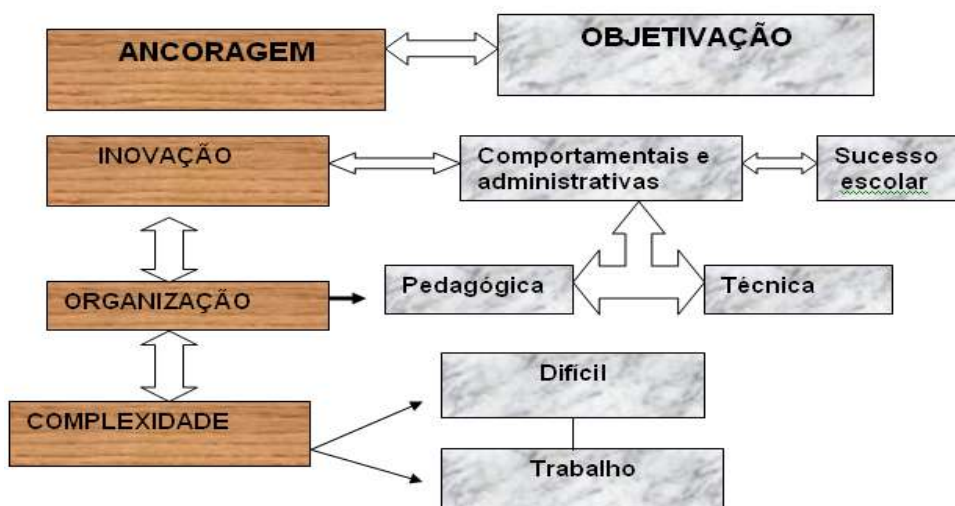 ANCORAGEM
OBJETIVAÇÃO
INOVAÇÃO
Comportamentais e
administrativas
Sucesso
escolar
ORGANIZAÇÃO
Pedagógica
Técnica
COMPLEXIDADE
Difícil
Trabalho